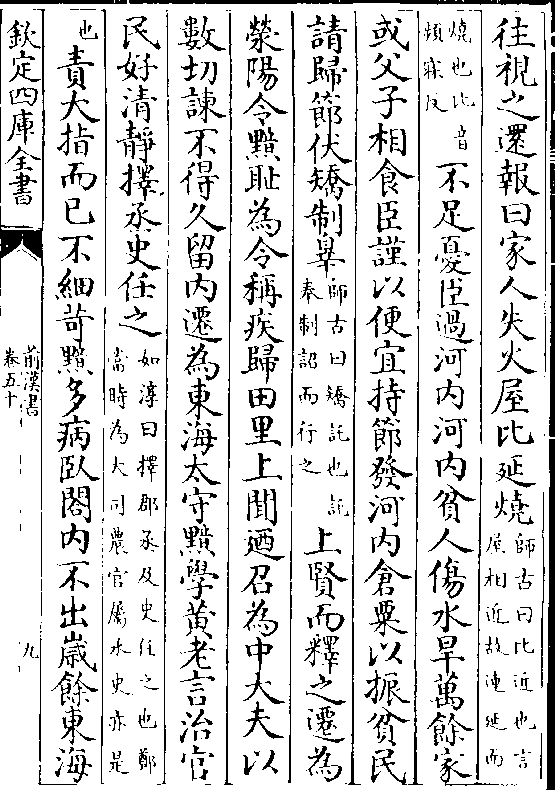 往視之還報曰家人失火屋比延燒師古曰比近也言屋相近故連延而
燒也比音頻寐反不足憂臣過河内河内貧人傷水旱萬餘家
或父子相食臣謹以便宜持節發河内倉粟以振貧民
請歸節伏矯制辠師古曰矯託也託奉制詔而行之上賢而釋之遷為
滎陽令黯恥為令稱疾歸田里上聞廼召為中大夫以
數切諫不得久留内遷為東海太守黯學黄老言治官
民好清靜擇丞史任之如淳曰擇郡丞及史任之也鄭當時為大司農官屬水史亦是
也責大指而已不細苛黯多病臥閤内不出嵗餘東海
欽定四庫全書
前漢書
卷五十
九